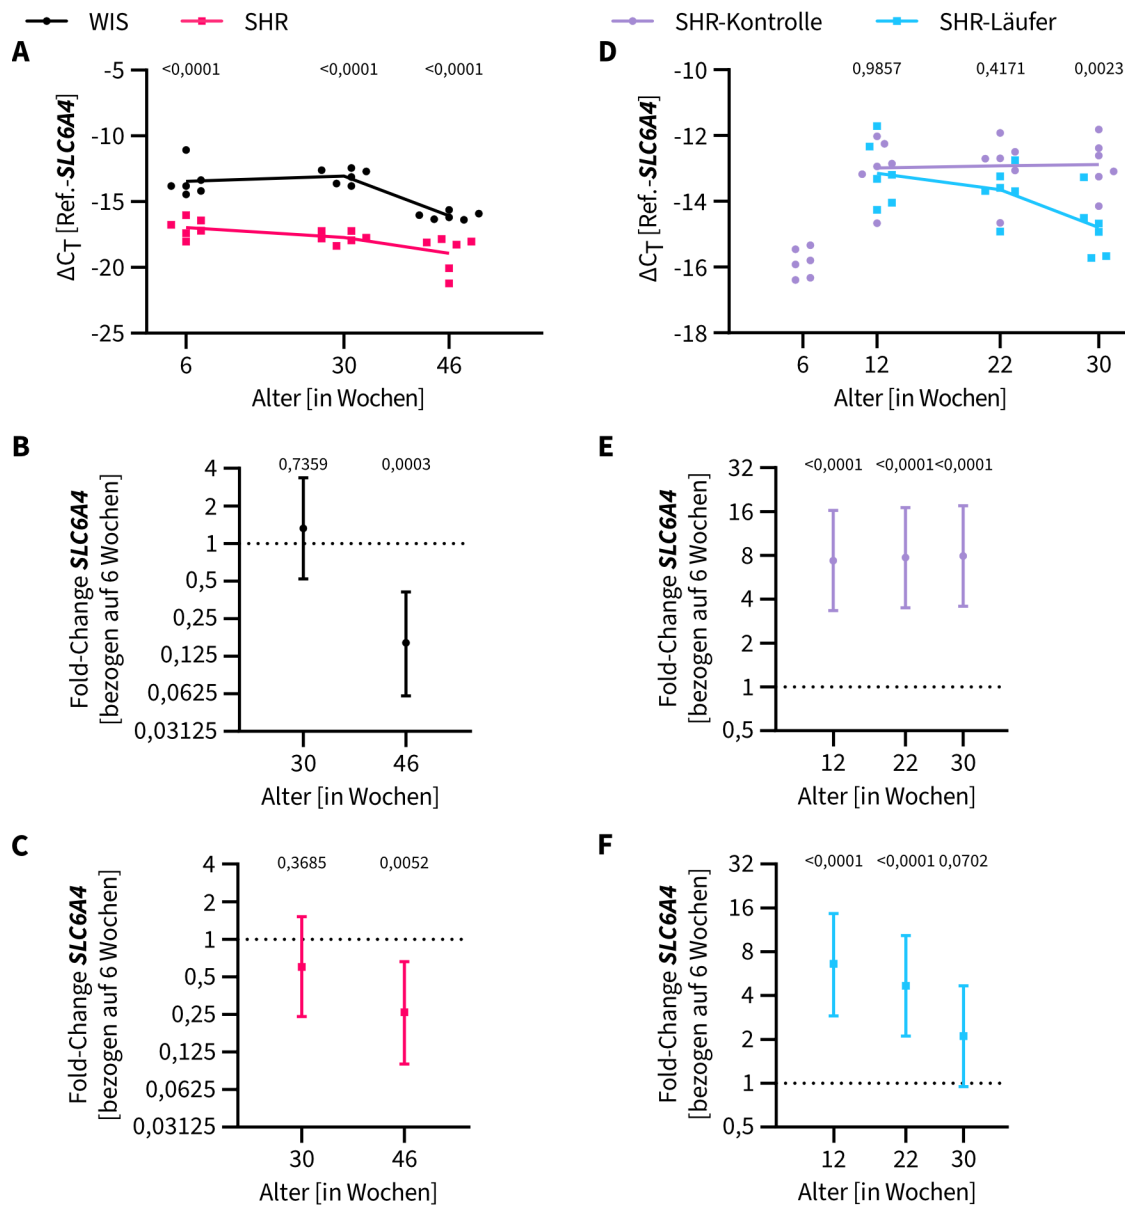 WIS SHR
SHR-Kontrolle SHR-Läufer
A
<0,0001 <0,0001 <0,0001
ΔCT [Ref.-SLC6A4]
-5
-10
-15
-20
-25
6 30 46
Alter [in Wochen]
D
0,9857 0,4171 0,0023
ΔCT [Ref.-SLC6A4]
-10
-12
-14
-16
-18
6 12 22 30
Alter [in Wochen]
B
0,7359 0,0003
Fold-Change SLC6A4
[bezogen auf 6 Wochen]
4
2
1
0,5
0,25
0,125
0,0625
0,03125
30 46
Alter [in Wochen]
E
<0,0001 <0,0001 <0,0001
Fold-Change SLC6A4
[bezogen auf 6 Wochen]
32
16
8
4
2
1
0,5
12 22 30
Alter [in Wochen]
C
0,3685 0,0052
Fold-Change SLC6A4
[bezogen auf 6 Wochen]
4
2
1
0,5
0,25
0,125
0,0625
0,03125
30 46
Alter [in Wochen]
F
<0,0001 <0,0001 0,0702
Fold-Change SLC6A4
[bezogen auf 6 Wochen]
32
16
8
4
2
1
0,5
12 22 30
Alter [in Wochen]